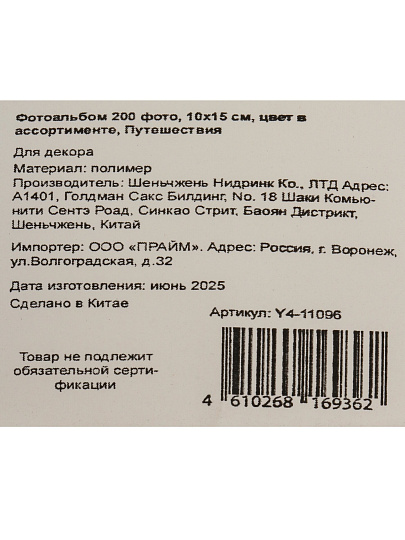 Фотоальбом 200 фото, 10х15 см, цвет в
ассортименте, Путешествия
Для декора
Материал: полимер
Производитель: Шеньчжень Нидринк Ко., ЛТД Адрес:
А1401, Голдман Сакс Билдинг, No. 18 Шаки Комью-
нити Сентэ Роад, Синкао Стрит, Баоян Дистрикт,
Шеньчжень, Китай
Импортер: ООО «ПРАЙМ». Адрес: Россия, г. Воронеж,
ул.Волгоградская, д.32
Дата изготовления: июнь 2025
Сделано в Китае
Артикул: Y4-11096
Товар не подлежит
обязательной серти-
фикации
4 610268 169362